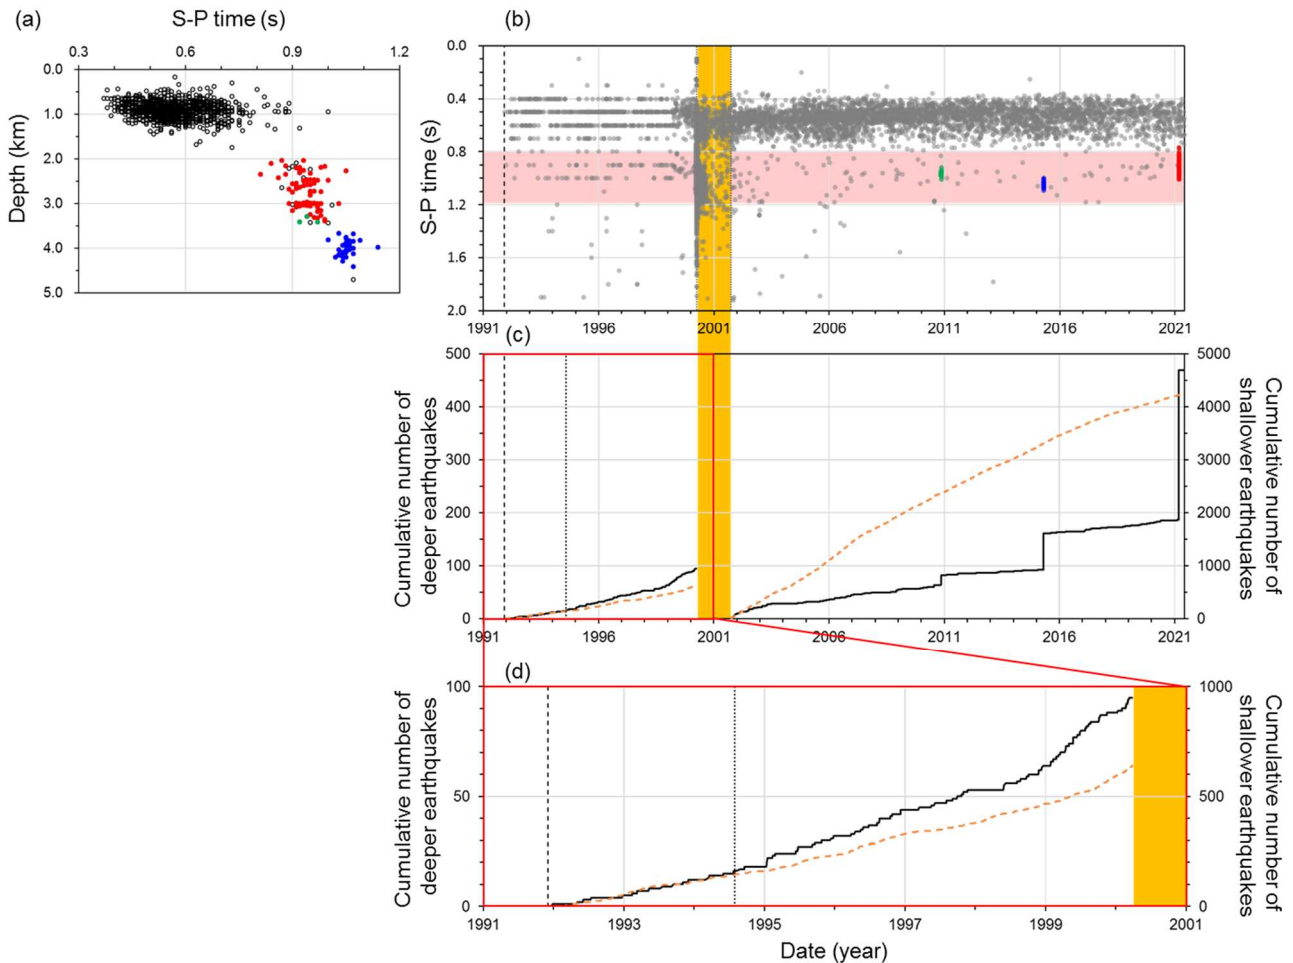 (a)
S-P time (s)
0.3 0.6 0.9 1.2
0.0
1.0
2.0
3.0
4.0
5.0
Depth (km)
(b)
0.0
0.4
0.8
1.2
1.6
2.0
S-P time (s)
1991 1996 2001 2006 2011 2016 2021
(c)
500
400
300
200
100
0
Cumulative number of
deeper earthquakes
5000
4000
3000
2000
1000
0
Cumulative number of
shallower earthquakes
1991 1996 2001 2006 2011 2016 2021
(d)
100
50
0
Cumulative number of
deeper earthquakes
1000
500
0
Cumulative number of
shallower earthquakes
1991 1993 1995 1997 1999 2001
Date (year)